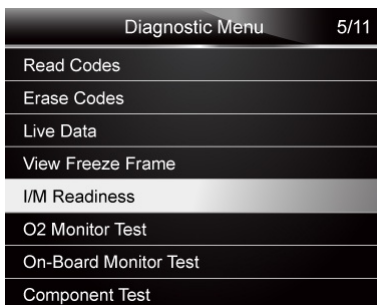 Diagnostic Menu 5/11
Read Codes
Erase Codes
Live Data
View Freeze Frame
I/M Readiness
O2 Monitor Test
On-Board Monitor Test
Component Test